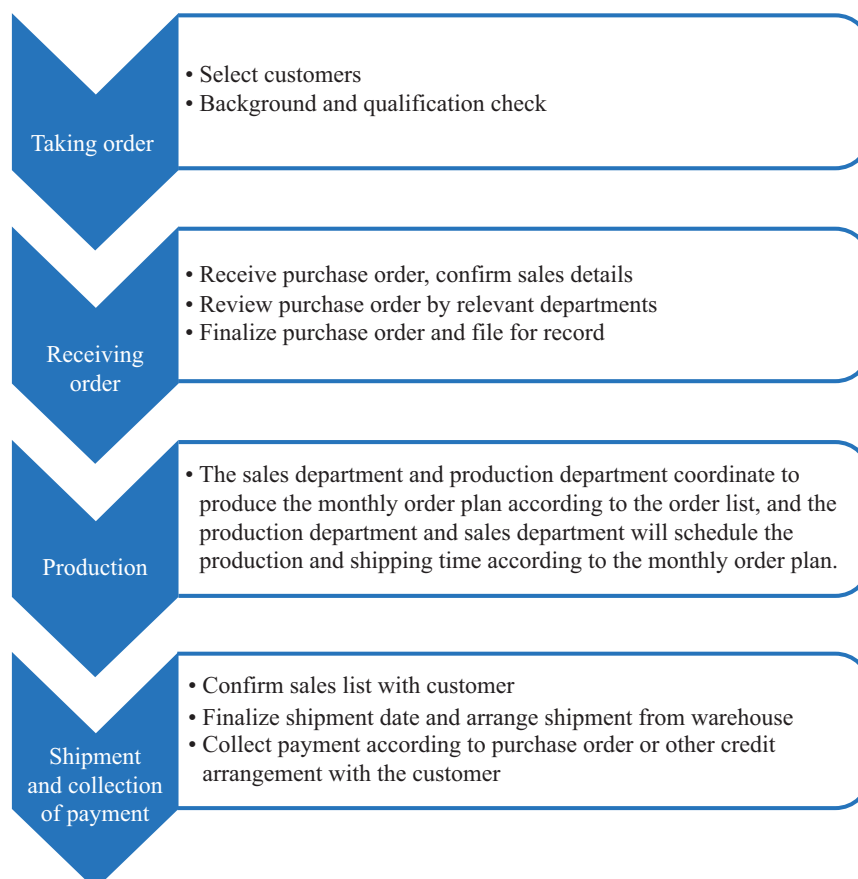 Taking order
• Select customers
• Background and qualification check
Receiving
order
• Receive purchase order, confirm sales details
• Review purchase order by relevant departments
• Finalize purchase order and file for record
Production
• The sales department and production department coordinate to
produce the monthly order plan according to the order list, and the
production department and sales department will schedule the
production and shipping time according to the monthly order plan.
Shipment
and collection
of payment
• Confirm sales list with customer
• Finalize shipment date and arrange shipment from warehouse
• Collect payment according to purchase order or other credit
arrangement with the customer